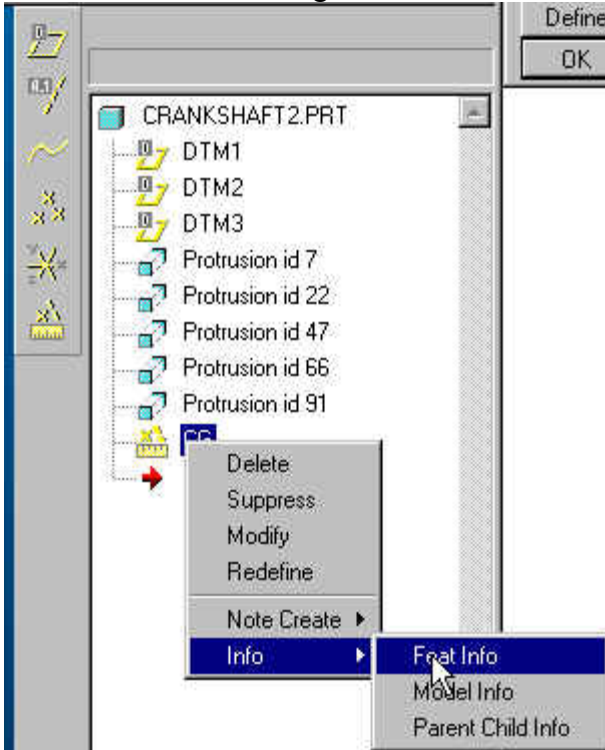 Define
OK
CRANKSHAFT2.PRT
DTM1
DTM2
DTM3
Protrusion id 7
Protrusion id 22
Protrusion id 47
Protrusion id 66
Protrusion id 91
CG
Delete
Suppress
Modify
Redefine
Note Create
Info
Feat Info
Model Info
Parent Child Info